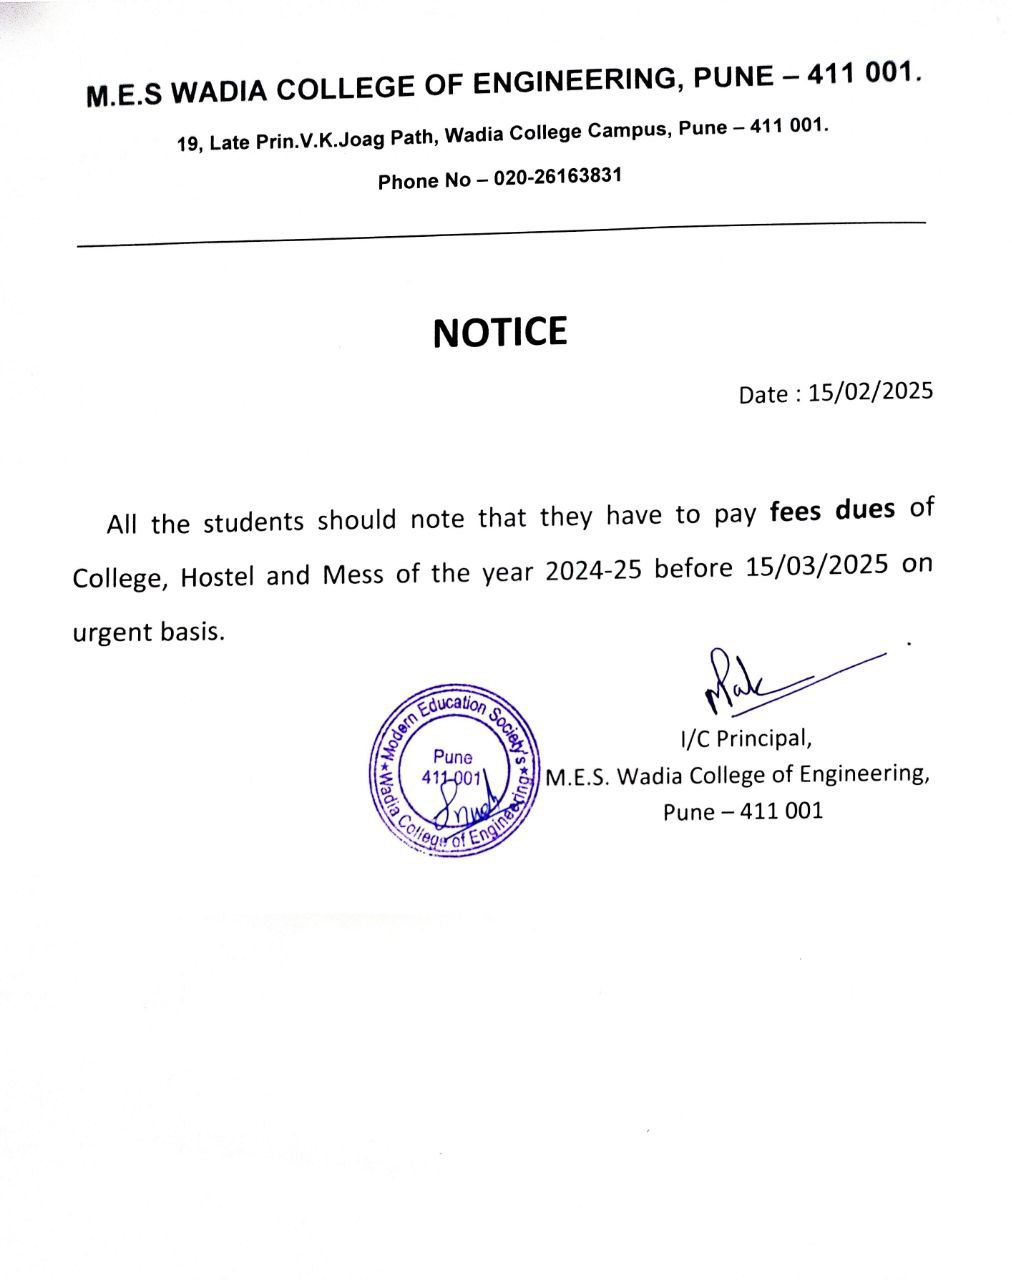 M.E.S WADIA COLLEGE OF ENGINEERING, PUNE – 411 001.
19, Late Prin.V.K.Joag Path, Wadia College Campus, Pune – 411 001.
Phone No – 020-26163831
NOTICE
Date : 15/02/2025
All the students should note that they have to pay fees dues of
College, Hostel and Mess of the year 2024-25 before 15/03/2025 on
urgent basis.
I/C Principal,
M.E.S. Wadia College of Engineering,
Pune – 411 001
Modern Education Society's
Pune
411 001
★ Wadia College of Engineering ★